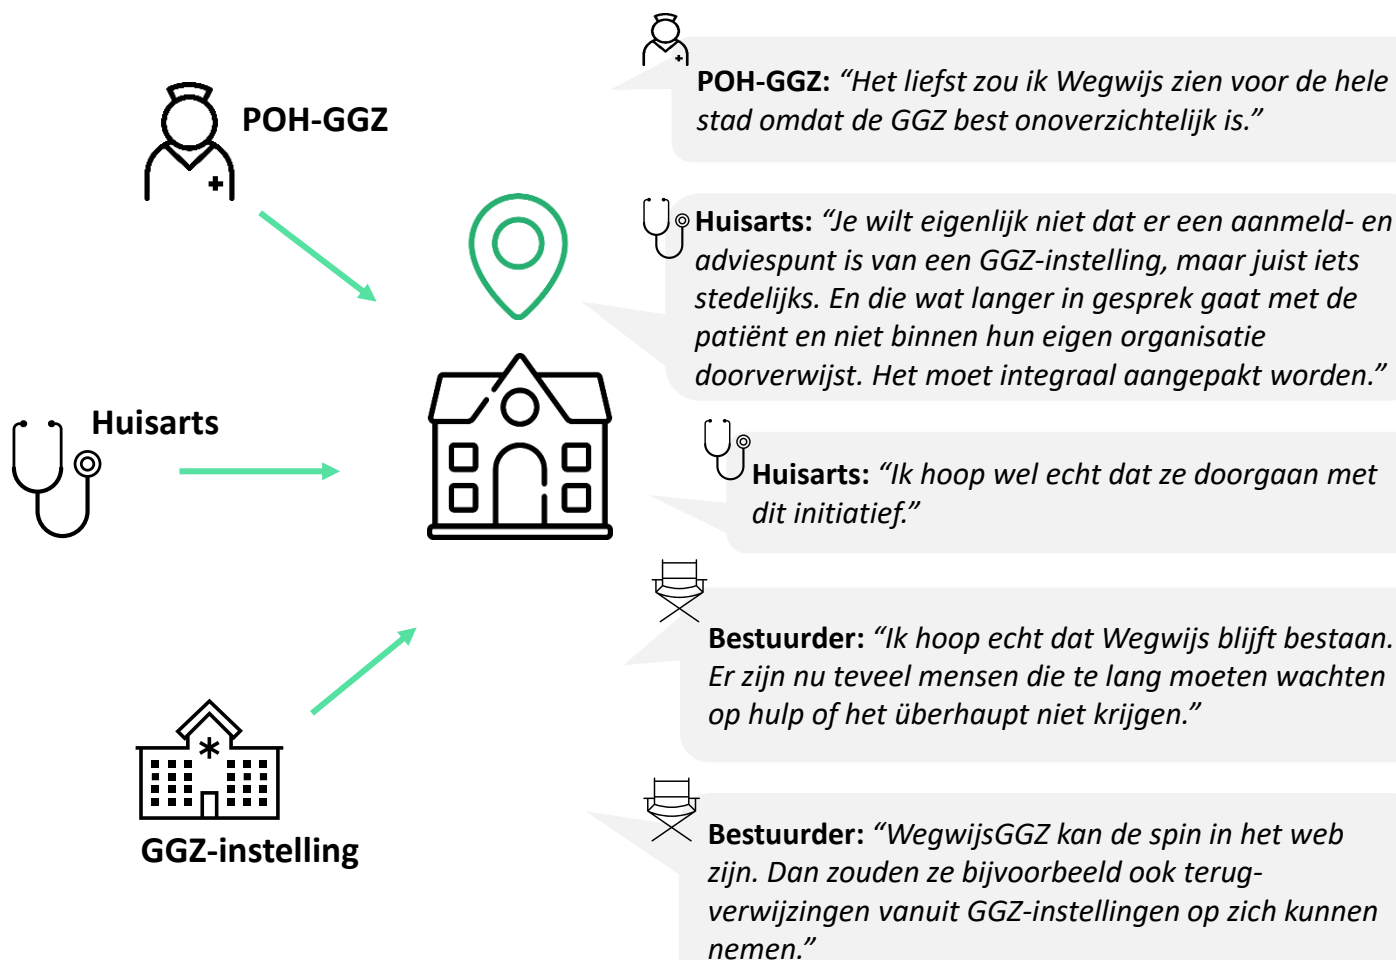 POH-GGZ
Huisarts
GGZ-instelling
POH-GGZ: “Het liefst zou ik Wegwijs zien voor de hele
stad omdat de GGZ best onoverzichtelijk is.”
Huisarts: “Je wilt eigenlijk niet dat er een aanmeld- en
adviespunt is van een GGZ-instelling, maar juist iets
stedelijks. En die wat langer in gesprek gaat met de
patiënt en niet binnen hun eigen organisatie
doorverwijst. Het moet integraal aangepakt worden.”
Huisarts: “Ik hoop wel echt dat ze doorgaan met
dit initiatief.”
Bestuurder: “Ik hoop echt dat Wegwijs blijft bestaan.
Er zijn nu teveel mensen die te lang moeten wachten
op hulp of het überhaupt niet krijgen.”
Bestuurder: “WegwijsGGZ kan de spin in het web
zijn. Dan zouden ze bijvoorbeeld ook terug-
verwijzingen vanuit GGZ-instellingen op zich kunnen
nemen.”